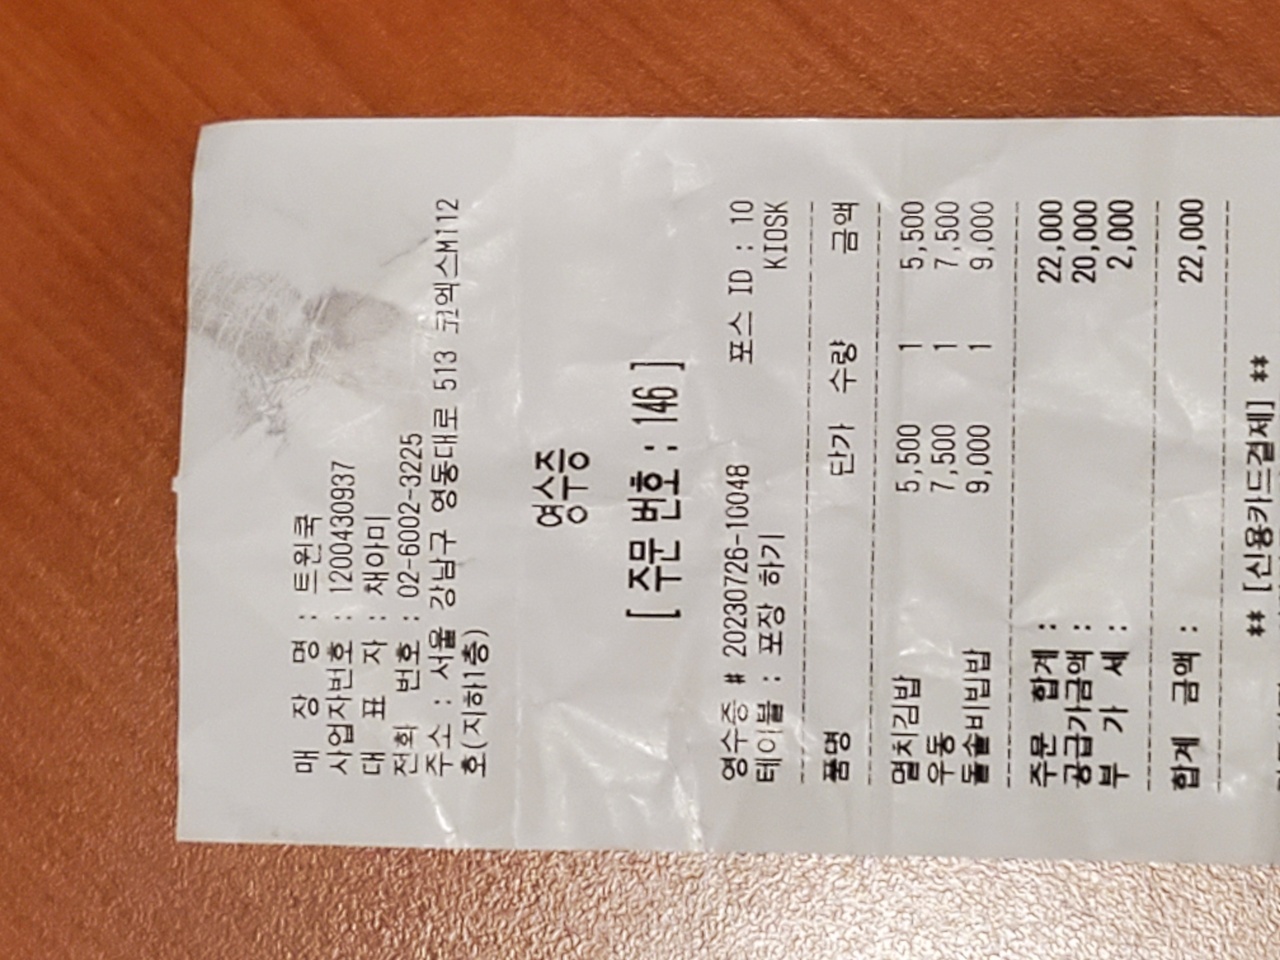 매 장 명 : 트윈쿡
사업자번호 : 1200430937
대 표 자 : 채아미
전화 번호 : 02-6002-3225
주소 : 서울 강남구 영동대로 513 코엑스M112
호(지하1층)
영수증
[ 주문 번호 : 146 ]
영수증 # 20230726-10048 포스 ID : 10
테이블 : 포장 하기 KIOSK
품명 단가 수량 금액
멸치김밥 5,500 1 5,500
우동 7,500 1 7,500
돌솥비빔밥 9,000 1 9,000
주문 합계 : 22,000
공급가금액 : 20,000
부 가 세 : 2,000
합계 금액 : 22,000
** [신용카드결제] **